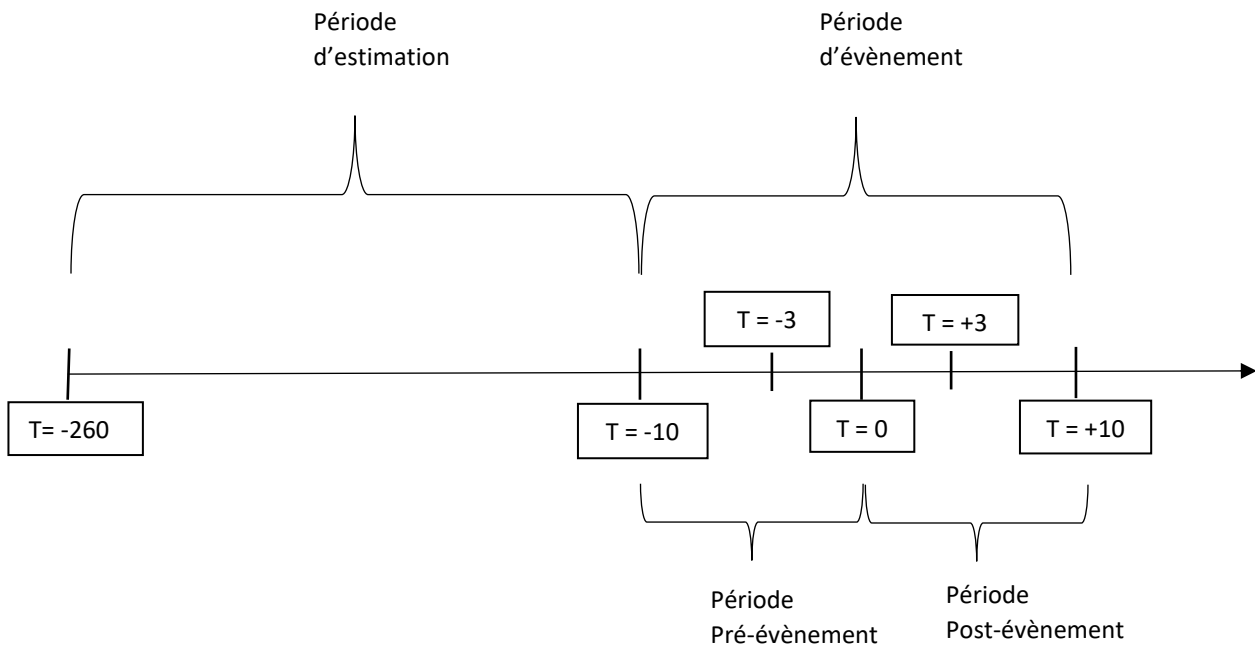 Période
d’estimation
Période
d’évènement
T = -3
T = +3
T= -260
T = -10
T = 0
T = +10
Période
Pré-évènement
Période
Post-évènement